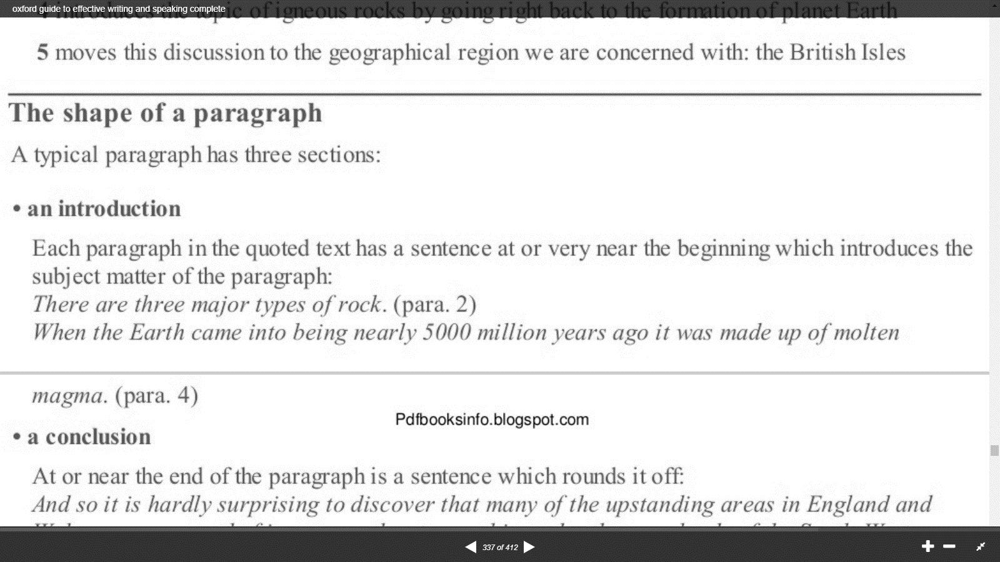 oxford guide to effective writing and speaking complete
4 introduces the topic of igneous rocks by going right back to the formation of planet Earth
5 moves this discussion to the geographical region we are concerned with: the British Isles
The shape of a paragraph
A typical paragraph has three sections:
• an introduction
Each paragraph in the quoted text has a sentence at or very near the beginning which introduces the
subject matter of the paragraph:
There are three major types of rock. (para. 2)
When the Earth came into being nearly 5000 million years ago it was made up of molten
magma. (para. 4)
Pdfbooksinfo.blogspot.com
• a conclusion
At or near the end of the paragraph is a sentence which rounds it off:
And so it is hardly surprising to discover that many of the upstanding areas in England and
337 of 412